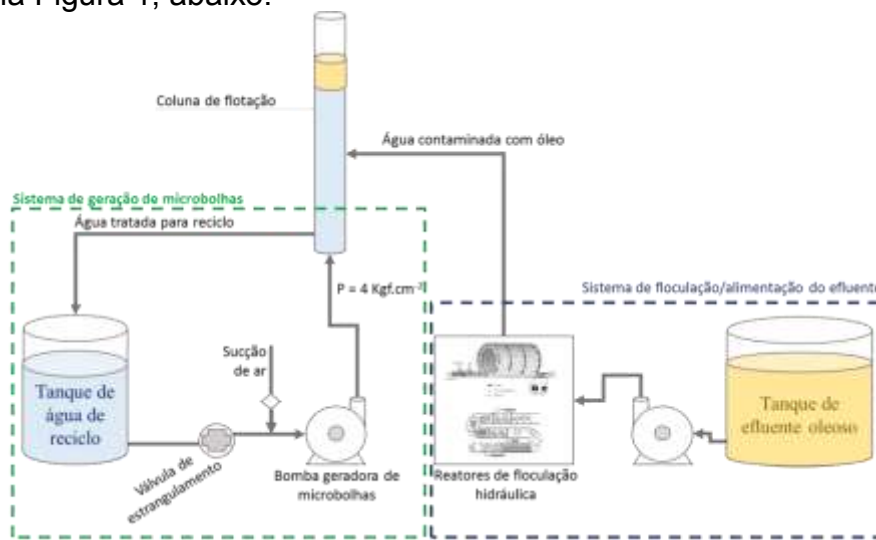 na Figura 1, abaixo.
Coluna de flotação
Água contaminada com óleo
Sistema de geração de microbolhas
Água tratada para reciclo
P = 4 Kgf.cm⁻²
Sistema de floculação/alimentação do efluente
Sucção
de ar
Tanque de
água de
reciclo
Tanque de
efluente oleoso
Válvula de
estrangulamento
Bomba geradora de
microbolhas
Reatores de floculação
hidráulica